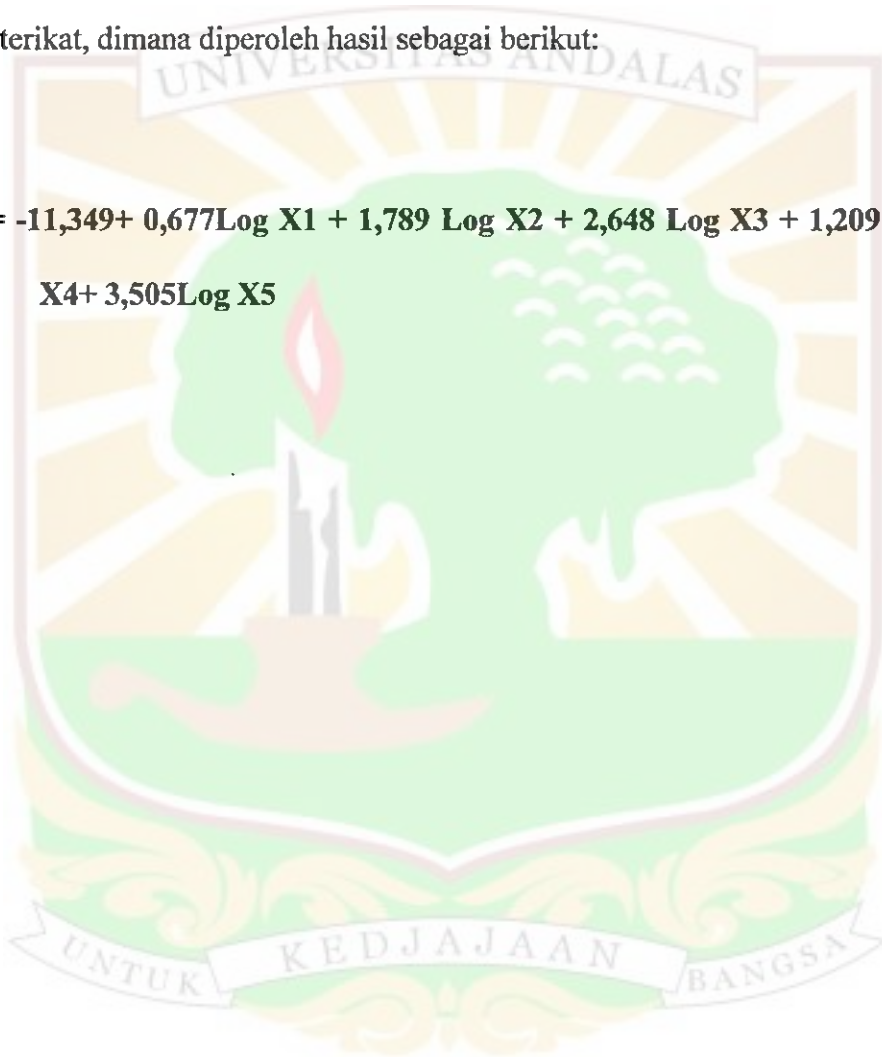 terikat, dimana diperoleh hasil sebagai berikut:
UNIVERSITAS ANDALAS
= -11,349+ 0,677Log X1 + 1,789 Log X2 + 2,648 Log X3 + 1,209
X4+ 3,505Log X5
UNTUK KEDJAJAAN BANGSA